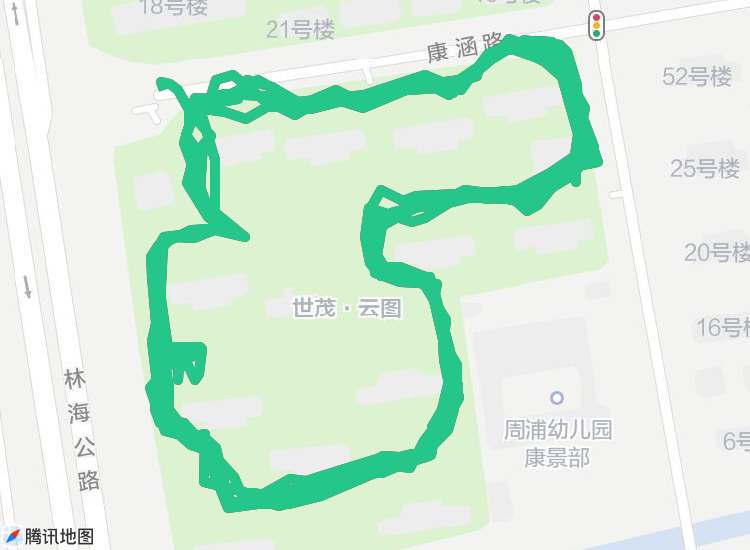 18号楼
21号楼
康涵路
52号楼
25号楼
20号楼
世茂·云图
16号楼
林海公路
周浦幼儿园
康景部
6号
腾讯地图